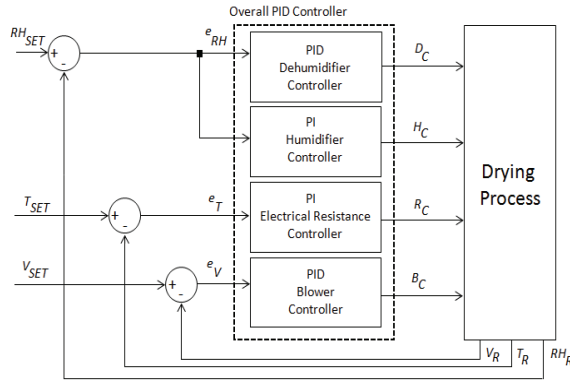 Overall PID Controller
RH_SET
+
-
e_RH
PID
Dehumidifier
Controller
D_C
PI
Humidifier
Controller
H_C
Drying
Process
T_SET
+
-
e_T
PI
Electrical Resistance
Controller
R_C
V_SET
+
-
e_V
PID
Blower
Controller
B_C
V_R
T_R
RH_R